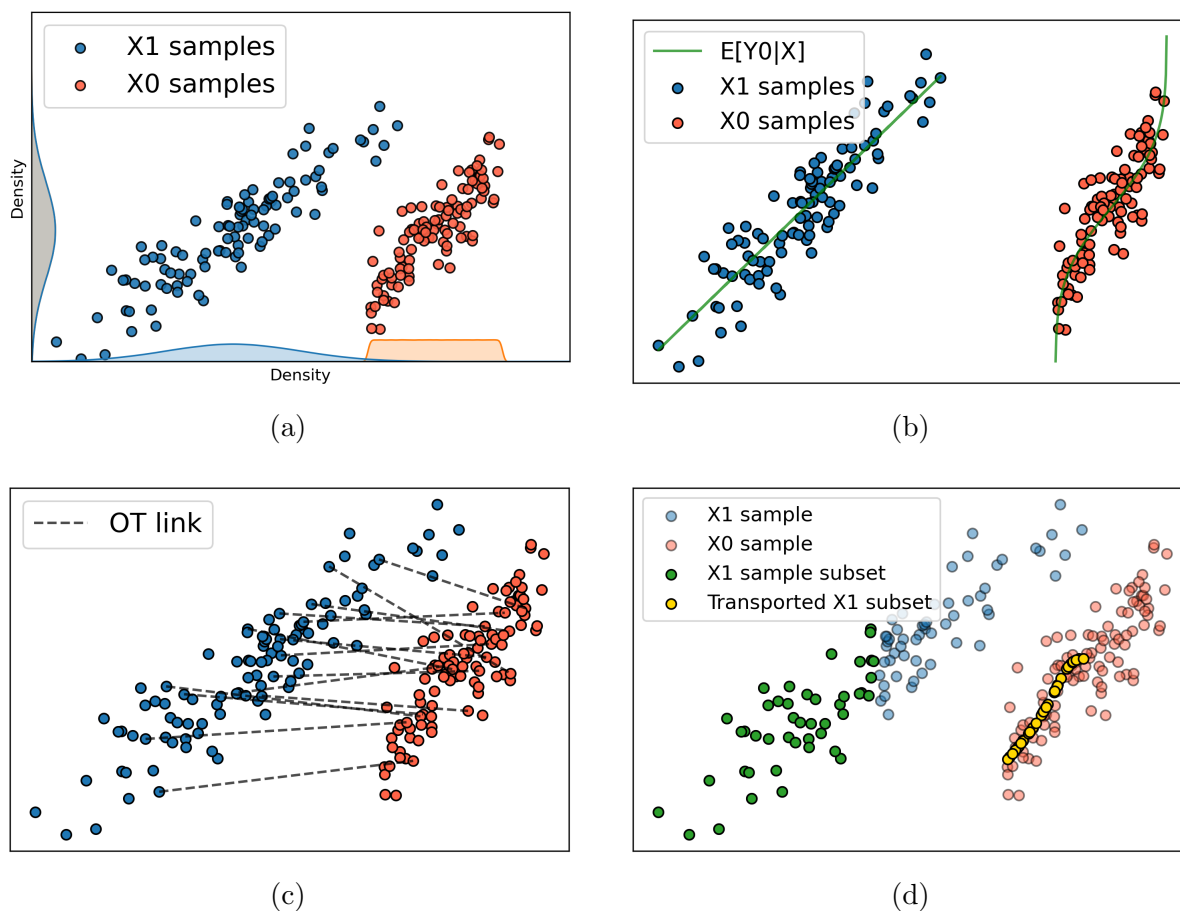 X1 samples
X0 samples
Density
Density
(a)
E[Y0|X]
X1 samples
X0 samples
(b)
OT link
(c)
X1 sample
X0 sample
X1 sample subset
Transported X1 subset
(d)